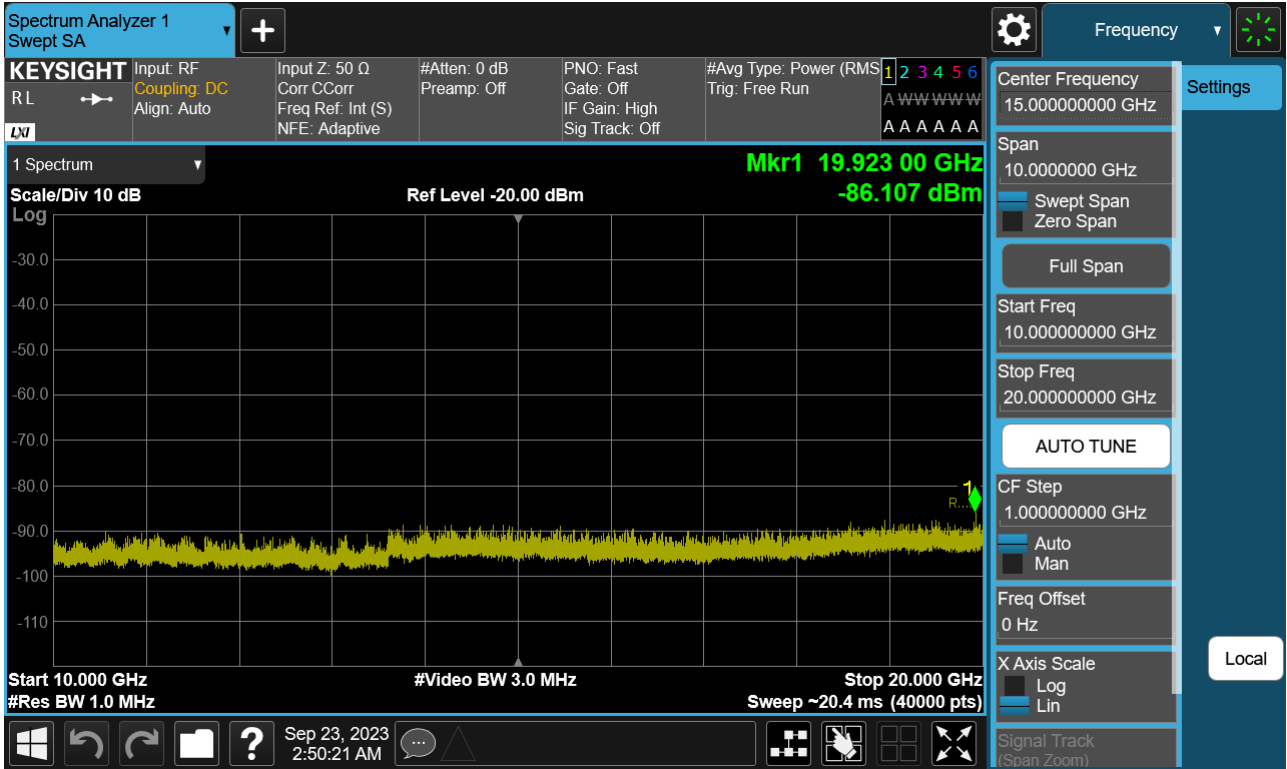 Spectrum Analyzer 1
Swept SA
Frequency
KEYSIGHT
R L
LXI
Input: RF
Coupling: DC
Align: Auto
Input Z: 50 Ω
Corr CCorr
Freq Ref: Int (S)
NFE: Adaptive
#Atten: 0 dB
Preamp: Off
PNO: Fast
Gate: Off
IF Gain: High
Sig Track: Off
#Avg Type: Power (RMS
Trig: Free Run
1 2 3 4 5 6
A W W W W W
A A A A A A
1 Spectrum
Scale/Div 10 dB
Log
Ref Level -20.00 dBm
Mkr1 19.923 00 GHz
-86.107 dBm
-30.0
-40.0
-50.0
-60.0
-70.0
-80.0
-90.0
-100
-110
1
R...
Start 10.000 GHz
#Res BW 1.0 MHz
#Video BW 3.0 MHz
Stop 20.000 GHz
Sweep ~20.4 ms (40000 pts)
Sep 23, 2023
2:50:21 AM
Center Frequency
15.000000000 GHz
Span
10.0000000 GHz
Swept Span
Zero Span
Full Span
Start Freq
10.000000000 GHz
Stop Freq
20.000000000 GHz
AUTO TUNE
CF Step
1.000000000 GHz
Auto
Man
Freq Offset
0 Hz
X Axis Scale
Log
Lin
Signal Track
(Span Zoom)
Settings
Local